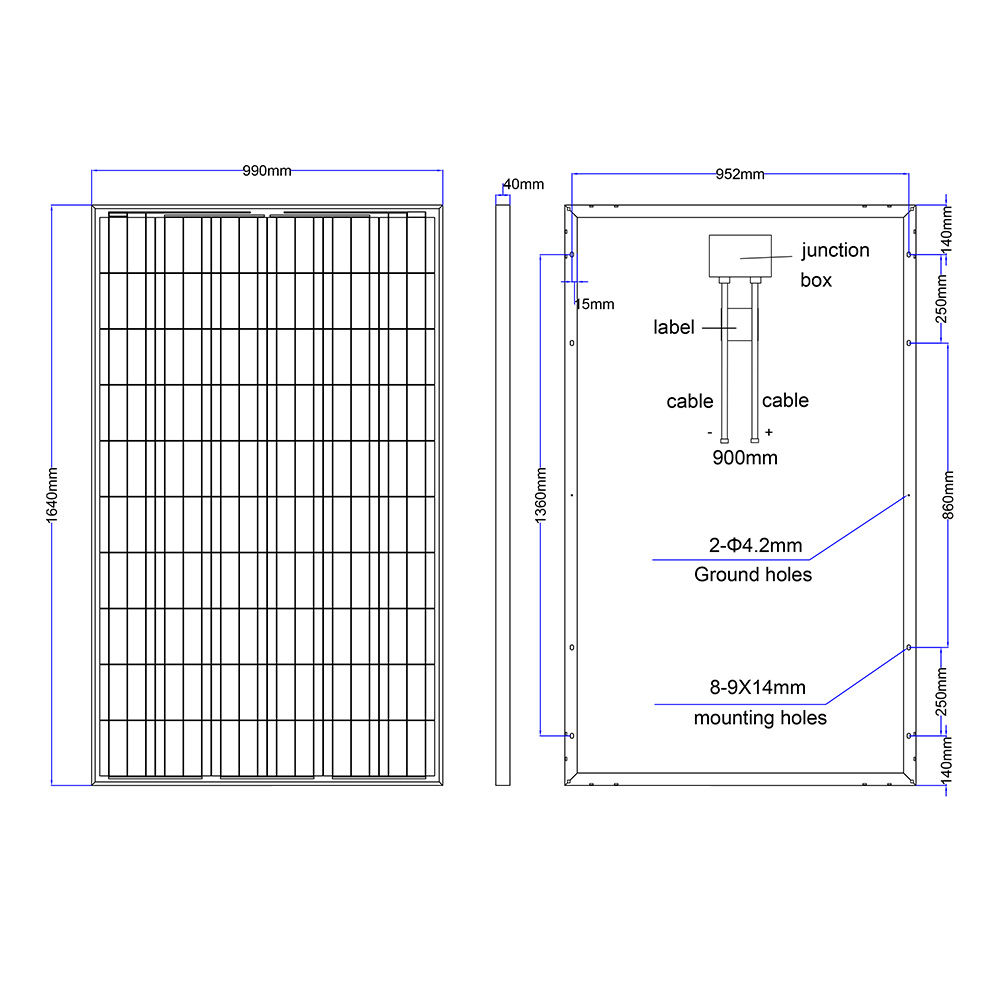 990mm
1640mm
40mm
952mm
140mm
250mm
15mm
junction
box
label
cable
cable
-
+
900mm
1360mm
860mm
2-Φ4.2mm
Ground holes
8-9X14mm
mounting holes
250mm
140mm